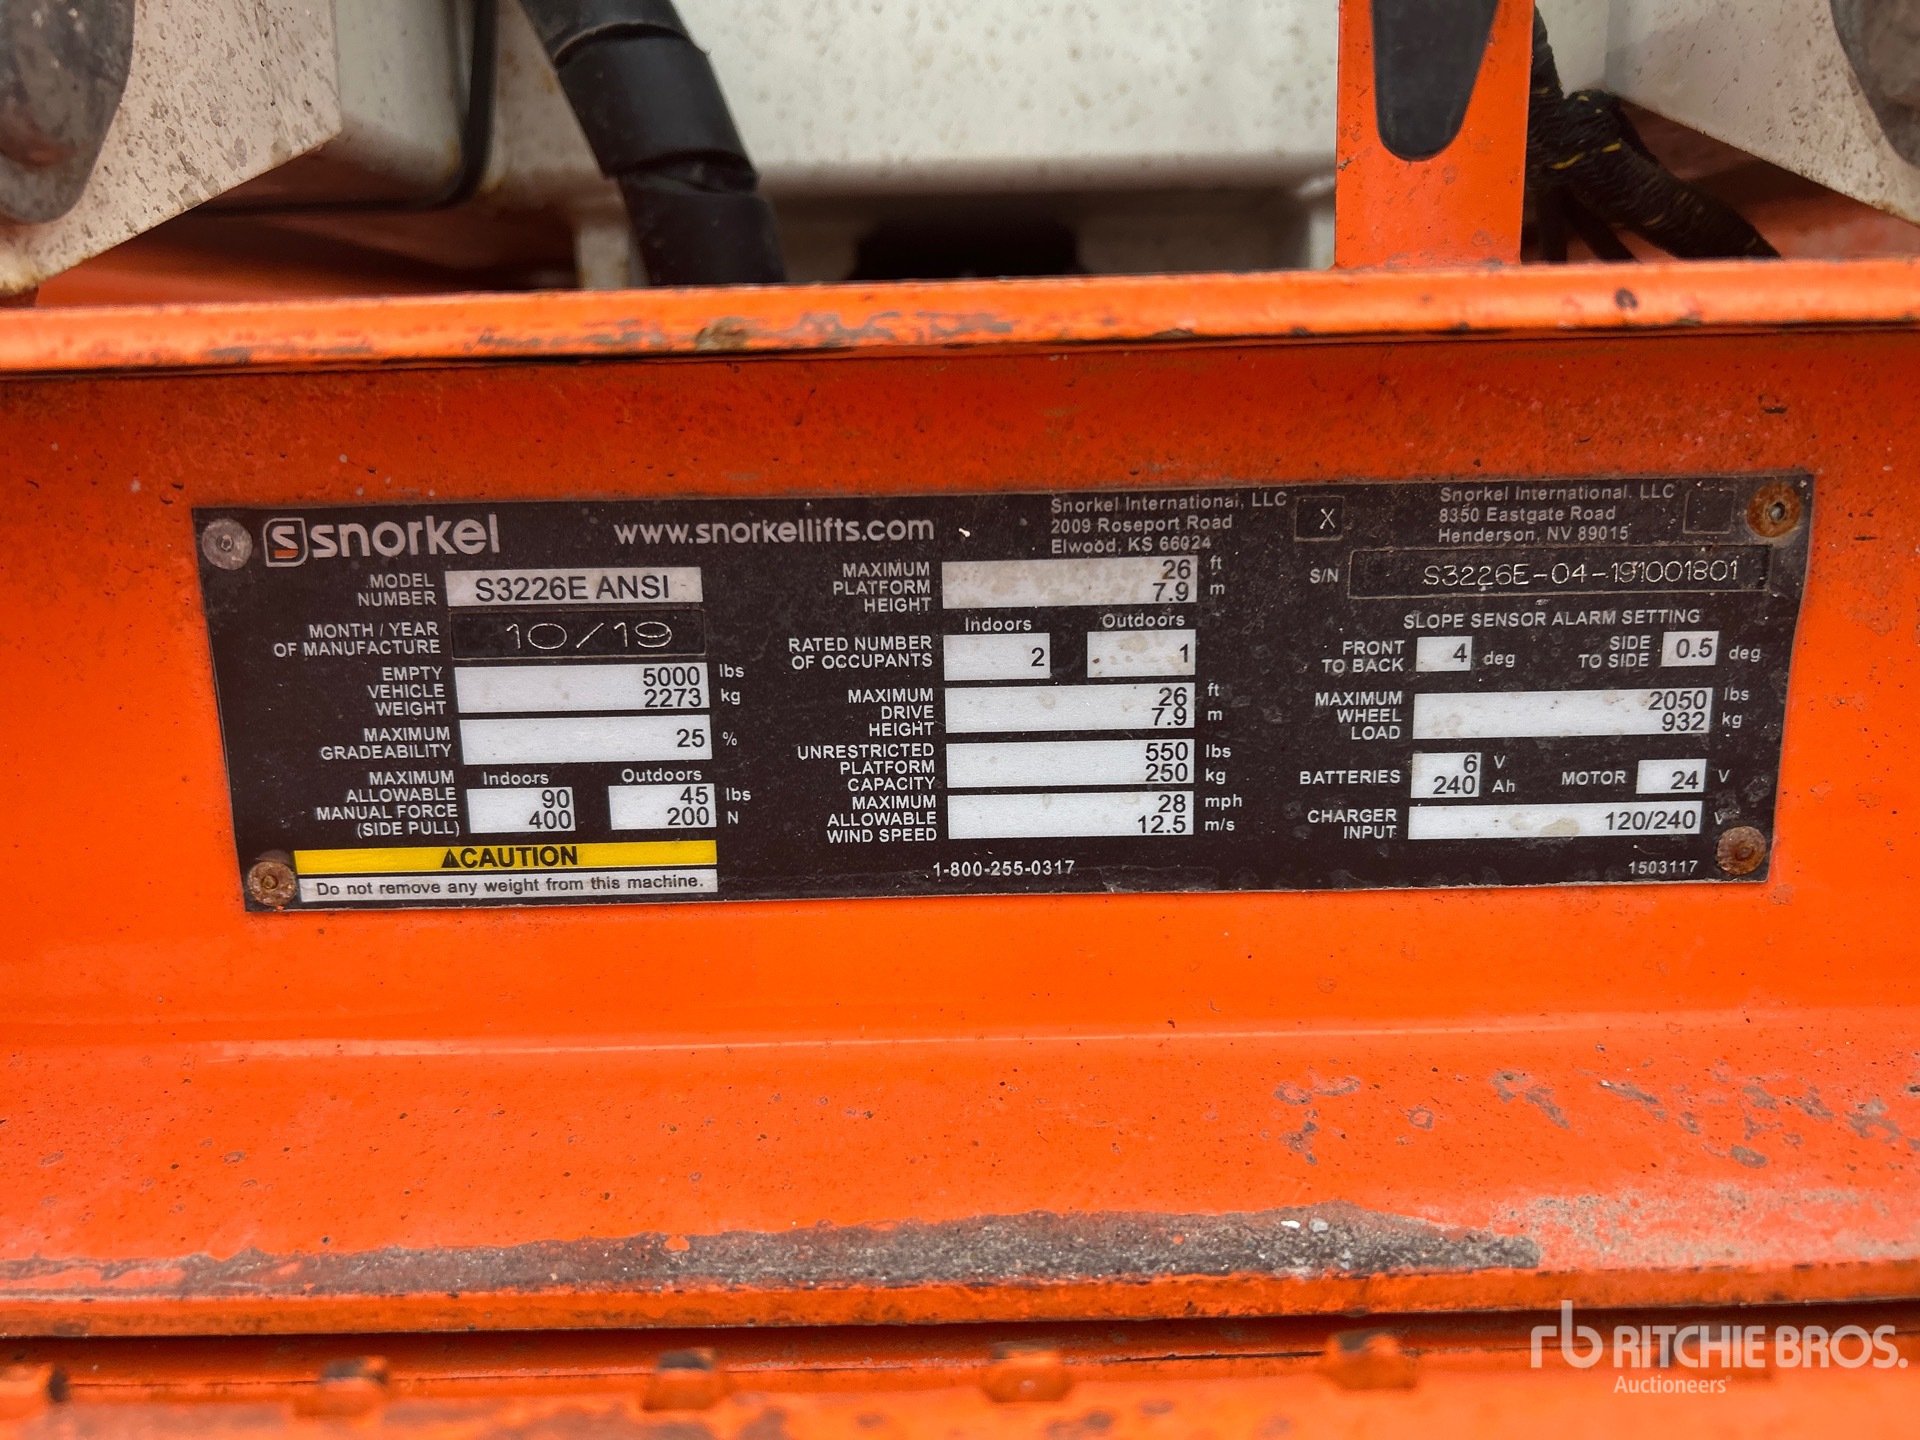 snorkel
www.snorkellifts.com
Snorkel International, LLC
2009 Roseport Road
Elwood, KS 66024
X
Snorkel International, LLC
8350 Eastgate Road
Henderson, NV 89015
MODEL
NUMBER
S3226E ANSI
MONTH / YEAR
OF MANUFACTURE
10/19
EMPTY
VEHICLE
WEIGHT
5000 lbs
2273 kg
MAXIMUM
GRADEABILITY
25 %
MAXIMUM
ALLOWABLE
MANUAL FORCE
(SIDE PULL)
Indoors Outdoors
90 45 lbs
400 200 N
CAUTION
Do not remove any weight from this machine.
MAXIMUM
PLATFORM
HEIGHT
26 ft
7.9 m
RATED NUMBER
OF OCCUPANTS
Indoors Outdoors
2 1
MAXIMUM
DRIVE
HEIGHT
26 ft
7.9 m
UNRESTRICTED
PLATFORM
CAPACITY
550 lbs
250 kg
MAXIMUM
ALLOWABLE
WIND SPEED
28 mph
12.5 m/s
1-800-255-0317
S/N S3226E-04-191001801
SLOPE SENSOR ALARM SETTING
FRONT
TO BACK
4 deg
SIDE
TO SIDE
0.5 deg
MAXIMUM
WHEEL
LOAD
2050 lbs
932 kg
BATTERIES
6 V
240 Ah
MOTOR 24 V
CHARGER
INPUT
120/240 V
1503117
rb RITCHIE BROS.
Auctioneers